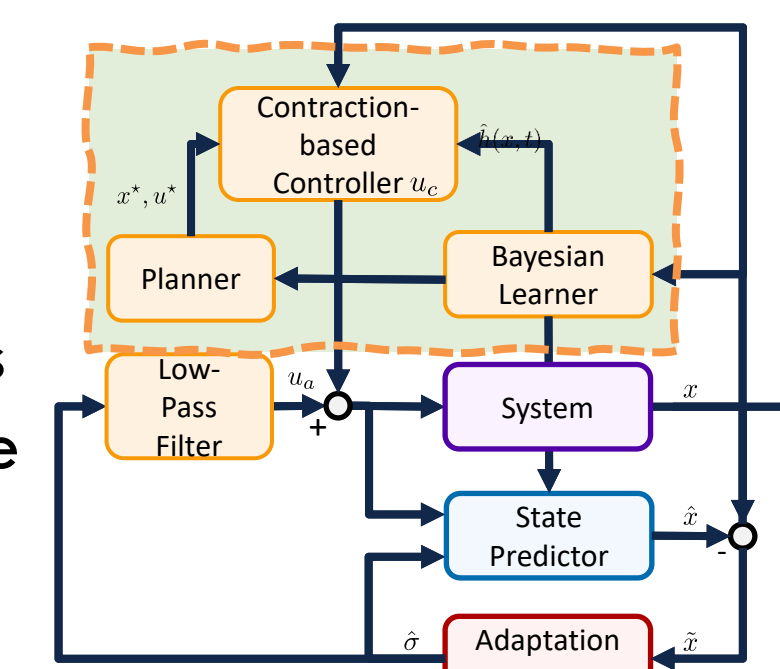 Contraction-
based
Controller u_c
ĥ(x,t)
x*, u*
Planner
Bayesian
Learner
s
e
Low-
Pass
Filter
u_a
+
System
x
State
Predictor
x̂
-
Adaptation
σ̂
x̃